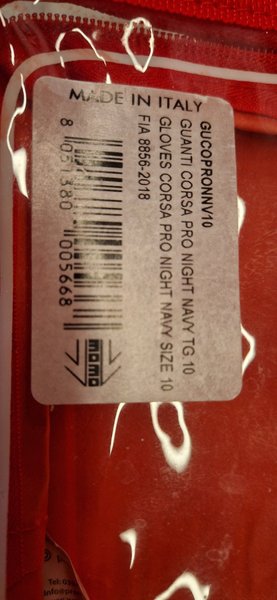 MADE IN ITALY
GUCOPRONNV10
GUANTI CORSA PRO NIGHT NAVY TG.10
GLOVES CORSA PRO NIGHT NAVY SIZE 10
FIA 8856-2018
8 051380 005668
momo
Tel: